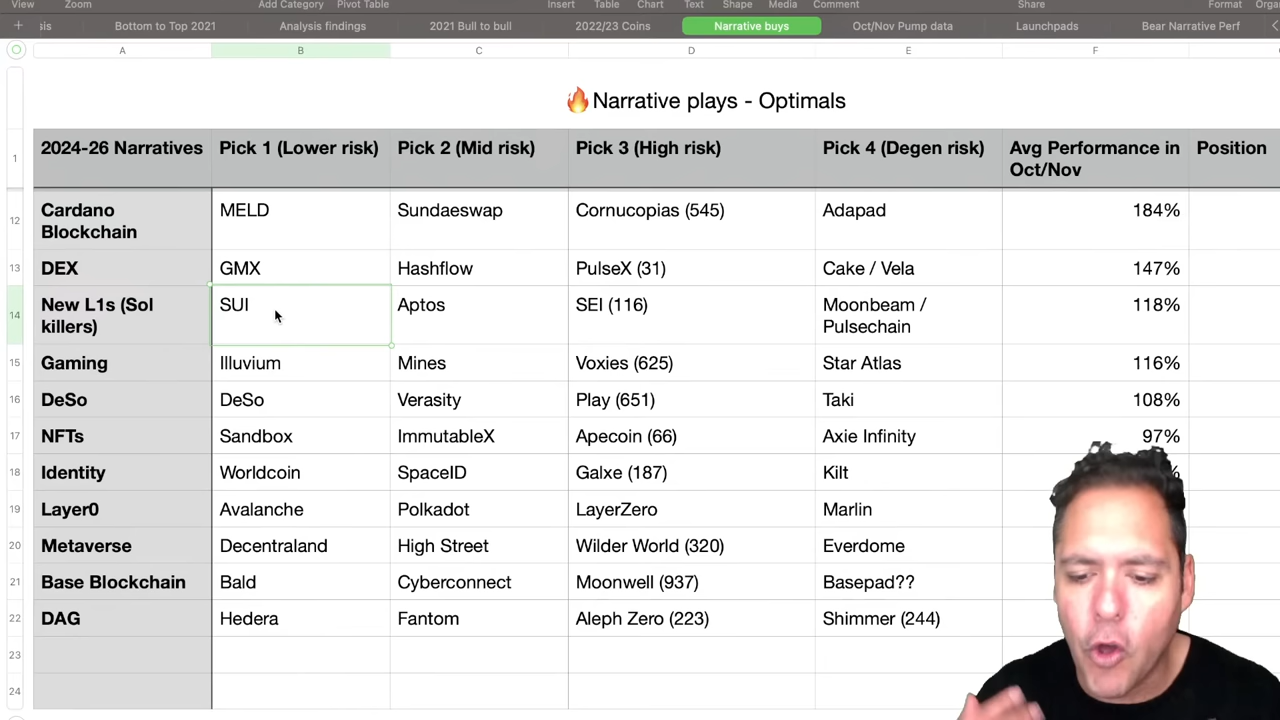 View Zoom Add Category Pivot Table Insert Table Chart Text Shape Media Comment Share Format
+ sis Bottom to Top 2021 Analysis findings 2021 Bull to bull 2022/23 Coins Narrative buys Oct/Nov Pump data Launchpads Bear Narrative Perf
A B C D E F
🔥Narrative plays - Optimals
1 2024-26 Narratives Pick 1 (Lower risk) Pick 2 (Mid risk) Pick 3 (High risk) Pick 4 (Degen risk) Avg Performance in Position
Oct/Nov
12 Cardano MELD Sundaeswap Cornucopias (545) Adapad 184%
Blockchain
13 DEX GMX Hashflow PulseX (31) Cake / Vela 147%
14 New L1s (Sol SUI Aptos SEI (116) Moonbeam / 118%
killers) Pulsechain
15 Gaming Illuvium Mines Voxies (625) Star Atlas 116%
16 DeSo DeSo Verasity Play (651) Taki 108%
17 NFTs Sandbox ImmutableX Apecoin (66) Axie Infinity 97%
18 Identity Worldcoin SpaceID Galxe (187) Kilt
19 Layer0 Avalanche Polkadot LayerZero Marlin
20 Metaverse Decentraland High Street Wilder World (320) Everdome
21 Base Blockchain Bald Cyberconnect Moonwell (937) Basepad??
22 DAG Hedera Fantom Aleph Zero (223) Shimmer (244)
23
24